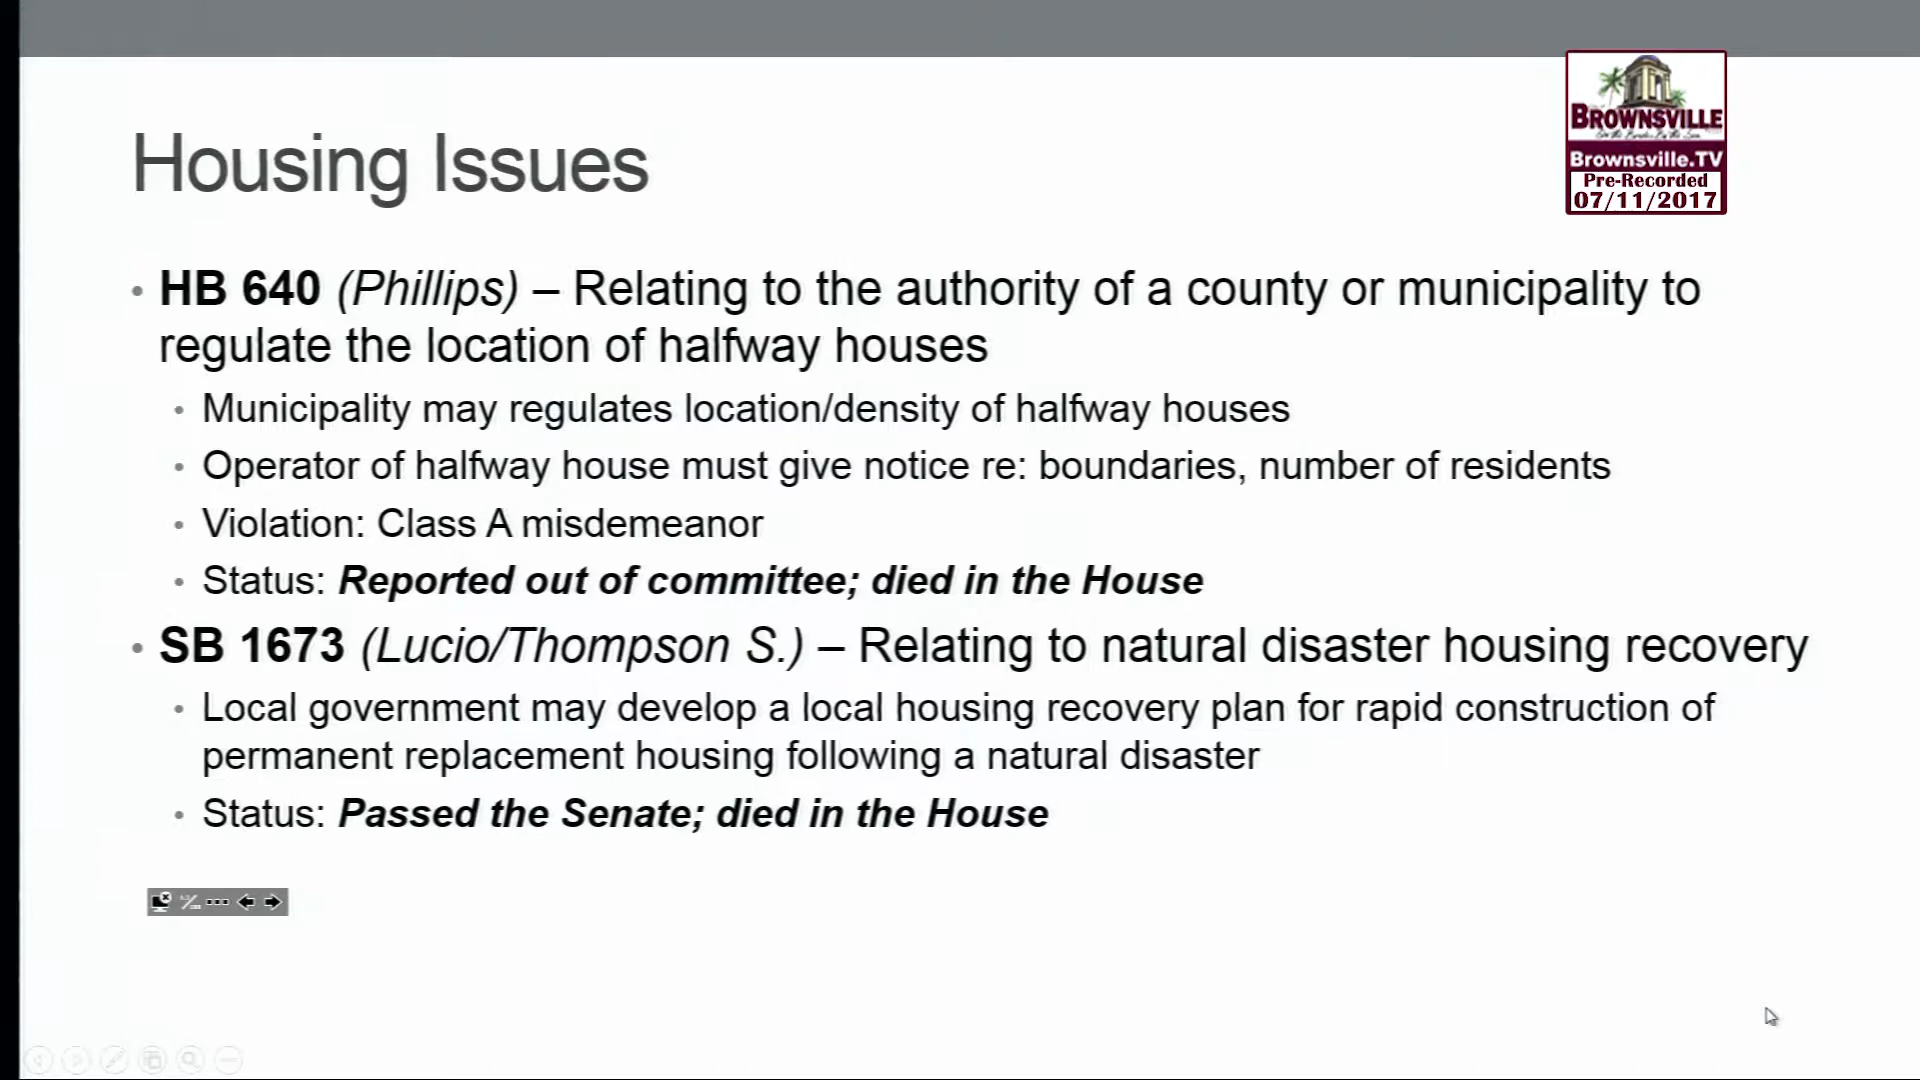 BROWNSVILLE
Brownsville.TV
Pre-Recorded
07/11/2017
Housing Issues
• HB 640 (Phillips) – Relating to the authority of a county or municipality to
regulate the location of halfway houses
• Municipality may regulates location/density of halfway houses
• Operator of halfway house must give notice re: boundaries, number of residents
• Violation: Class A misdemeanor
• Status: Reported out of committee; died in the House
• SB 1673 (Lucio/Thompson S.) – Relating to natural disaster housing recovery
• Local government may develop a local housing recovery plan for rapid construction of
permanent replacement housing following a natural disaster
• Status: Passed the Senate; died in the House